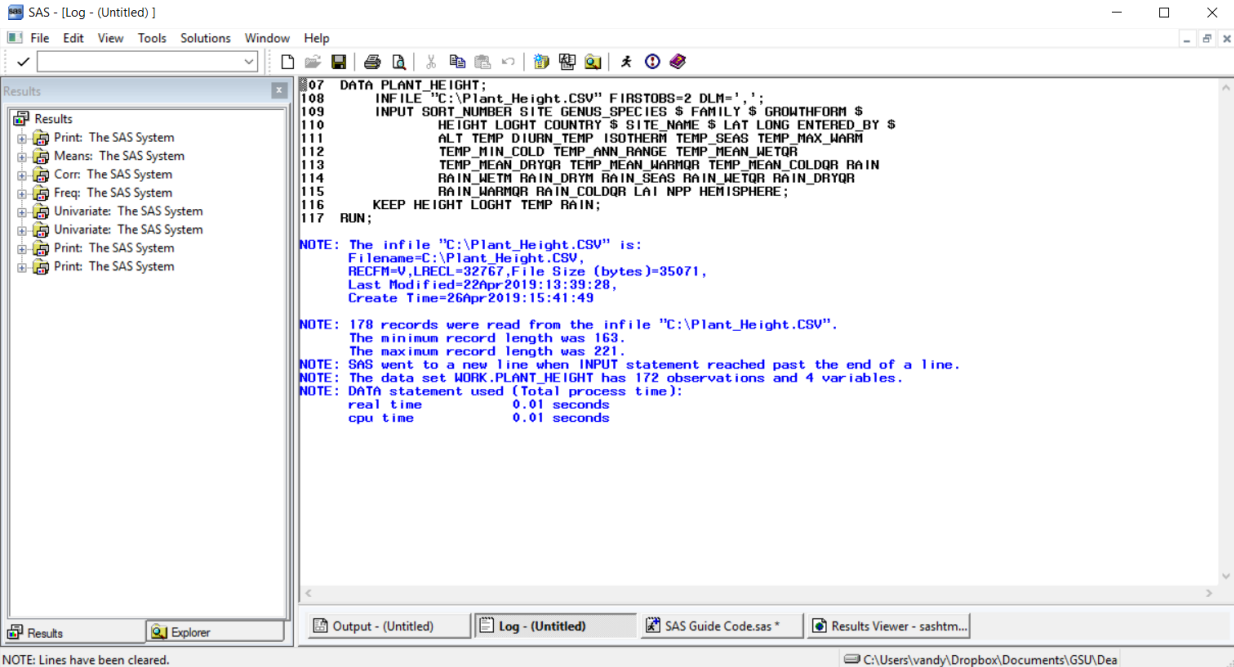 SAS - [Log - (Untitled) ]
File Edit View Tools Solutions Window Help
Results
Results
Print: The SAS System
Means: The SAS System
Corr: The SAS System
Freq: The SAS System
Univariate: The SAS System
Univariate: The SAS System
Print: The SAS System
Print: The SAS System
Results Explorer
07 DATA PLANT_HEIGHT;
108 INFILE "C:\Plant_Height.CSV" FIRSTOBS=2 DLM=',';
109 INPUT SORT_NUMBER SITE GENUS_SPECIES $ FAMILY $ GROWTHFORM $
110 HEIGHT LOGHT COUNTRY $ SITE_NAME $ LAT LONG ENTERED_BY $
111 ALT TEMP DIURN_TEMP ISOTHERM TEMP_SEAS TEMP_MAX_WARM
112 TEMP_MIN_COLD TEMP_ANN_RANGE TEMP_MEAN_WETQR
113 TEMP_MEAN_DRYQR TEMP_MEAN_WARMQR TEMP_MEAN_COLDQR RAIN
114 RAIN_WETM RAIN_DRYM RAIN_SEAS RAIN_WETQR RAIN_DRYQR
115 RAIN_WARMQR RAIN_COLDQR LAI NPP HEMISPHERE;
116 KEEP HEIGHT LOGHT TEMP RAIN;
117 RUN;
NOTE: The infile "C:\Plant_Height.CSV" is:
Filename=C:\Plant_Height.CSV,
RECFM=V,LRECL=32767,File Size (bytes)=35071,
Last Modified=22Apr2019:13:39:28,
Create Time=26Apr2019:15:41:49
NOTE: 178 records were read from the infile "C:\Plant_Height.CSV".
The minimum record length was 163.
The maximum record length was 221.
NOTE: SAS went to a new line when INPUT statement reached past the end of a line.
NOTE: The data set WORK.PLANT_HEIGHT has 172 observations and 4 variables.
NOTE: DATA statement used (Total process time):
real time 0.01 seconds
cpu time 0.01 seconds
Output - (Untitled) Log - (Untitled) SAS Guide Code.sas * Results Viewer - sashtm...
NOTE: Lines have been cleared. C:\Users\vandy\Dropbox\Documents\GSU\Dea